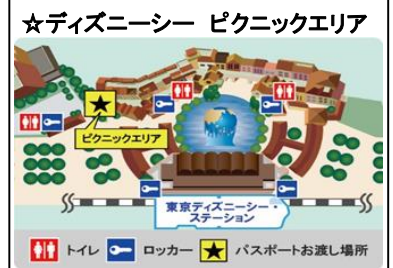 ☆ディズニーシー ピクニックエリア
ピクニックエリア
東京ディズニーシー・
ステーション
トイレ ロッカー パスポートお渡し場所